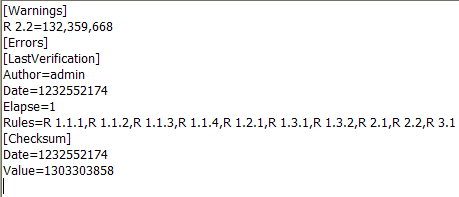 [Warnings]
R 2.2=132,359,668
[Errors]
[LastVerification]
Author=admin
Date=1232552174
Elapse=1
Rules=R 1.1.1,R 1.1.2,R 1.1.3,R 1.1.4,R 1.2.1,R 1.3.1,R 1.3.2,R 2.1,R 2.2,R 3.1
[Checksum]
Date=1232552174
Value=1303303858